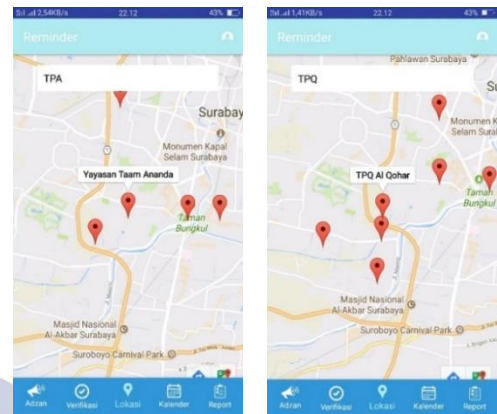 2,54KB/s 22.12 43%
Reminder
TPA
Surabay
Monumen Kapal
Selam Surabaya
Yayasan Taam Ananda
Taman
Bungkul
Masjid Nasional
Al-Akbar Surabaya
Suroboyo Carnival Park
Adzan Verifikasi Lokasi Kalender Report
1,41KB/s 22.12 43%
Reminder
Pahlawan Surabaya
TPQ
Su
Monumen K
Selam Surab
TPQ Al Qohar
Taman
Bungku
Masjid Nasional
Al-Akbar Surabaya
Suroboyo Carnival Park
Adzan Verifikasi Lokasi Kalender Report